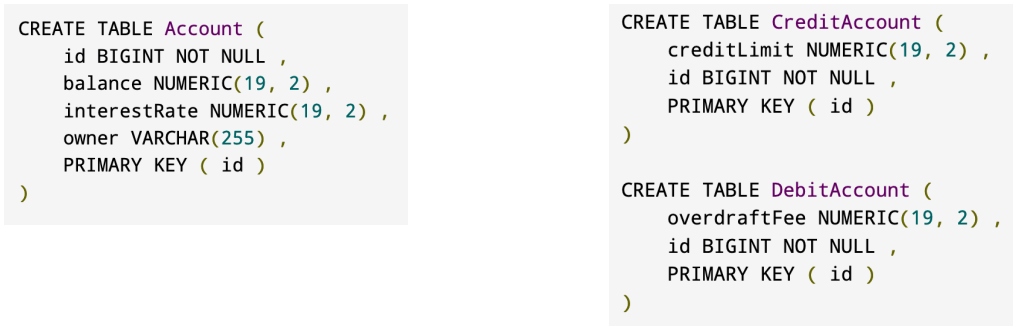 CREATE TABLE Account (
    id BIGINT NOT NULL ,
    balance NUMERIC(19, 2) ,
    interestRate NUMERIC(19, 2) ,
    owner VARCHAR(255) ,
    PRIMARY KEY ( id )
)
CREATE TABLE CreditAccount (
    creditLimit NUMERIC(19, 2) ,
    id BIGINT NOT NULL ,
    PRIMARY KEY ( id )
)
CREATE TABLE DebitAccount (
    overdraftFee NUMERIC(19, 2) ,
    id BIGINT NOT NULL ,
    PRIMARY KEY ( id )
)